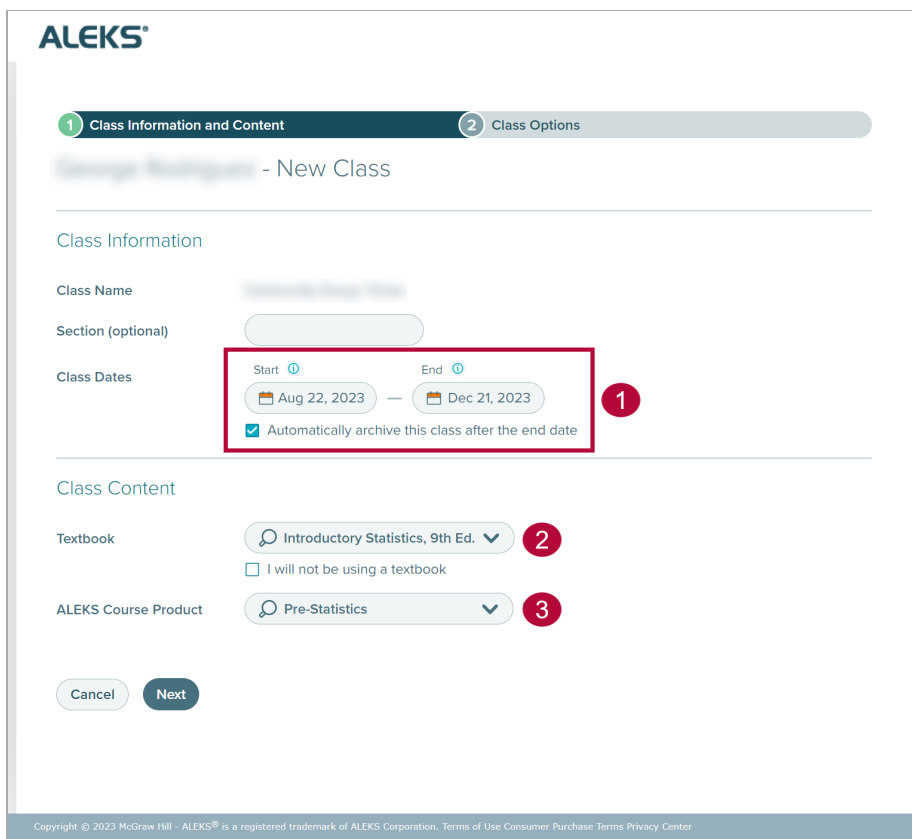 ALEKS®
1 Class Information and Content 2 Class Options
- New Class
Class Information
Class Name
Section (optional)
Class Dates
Start End
Aug 22, 2023 — Dec 21, 2023
1
Automatically archive this class after the end date
Class Content
Textbook Introductory Statistics, 9th Ed. 2
I will not be using a textbook
ALEKS Course Product Pre-Statistics 3
Cancel Next
Copyright © 2023 McGraw Hill - ALEKS® is a registered trademark of ALEKS Corporation. Terms of Use Consumer Purchase Terms Privacy Center